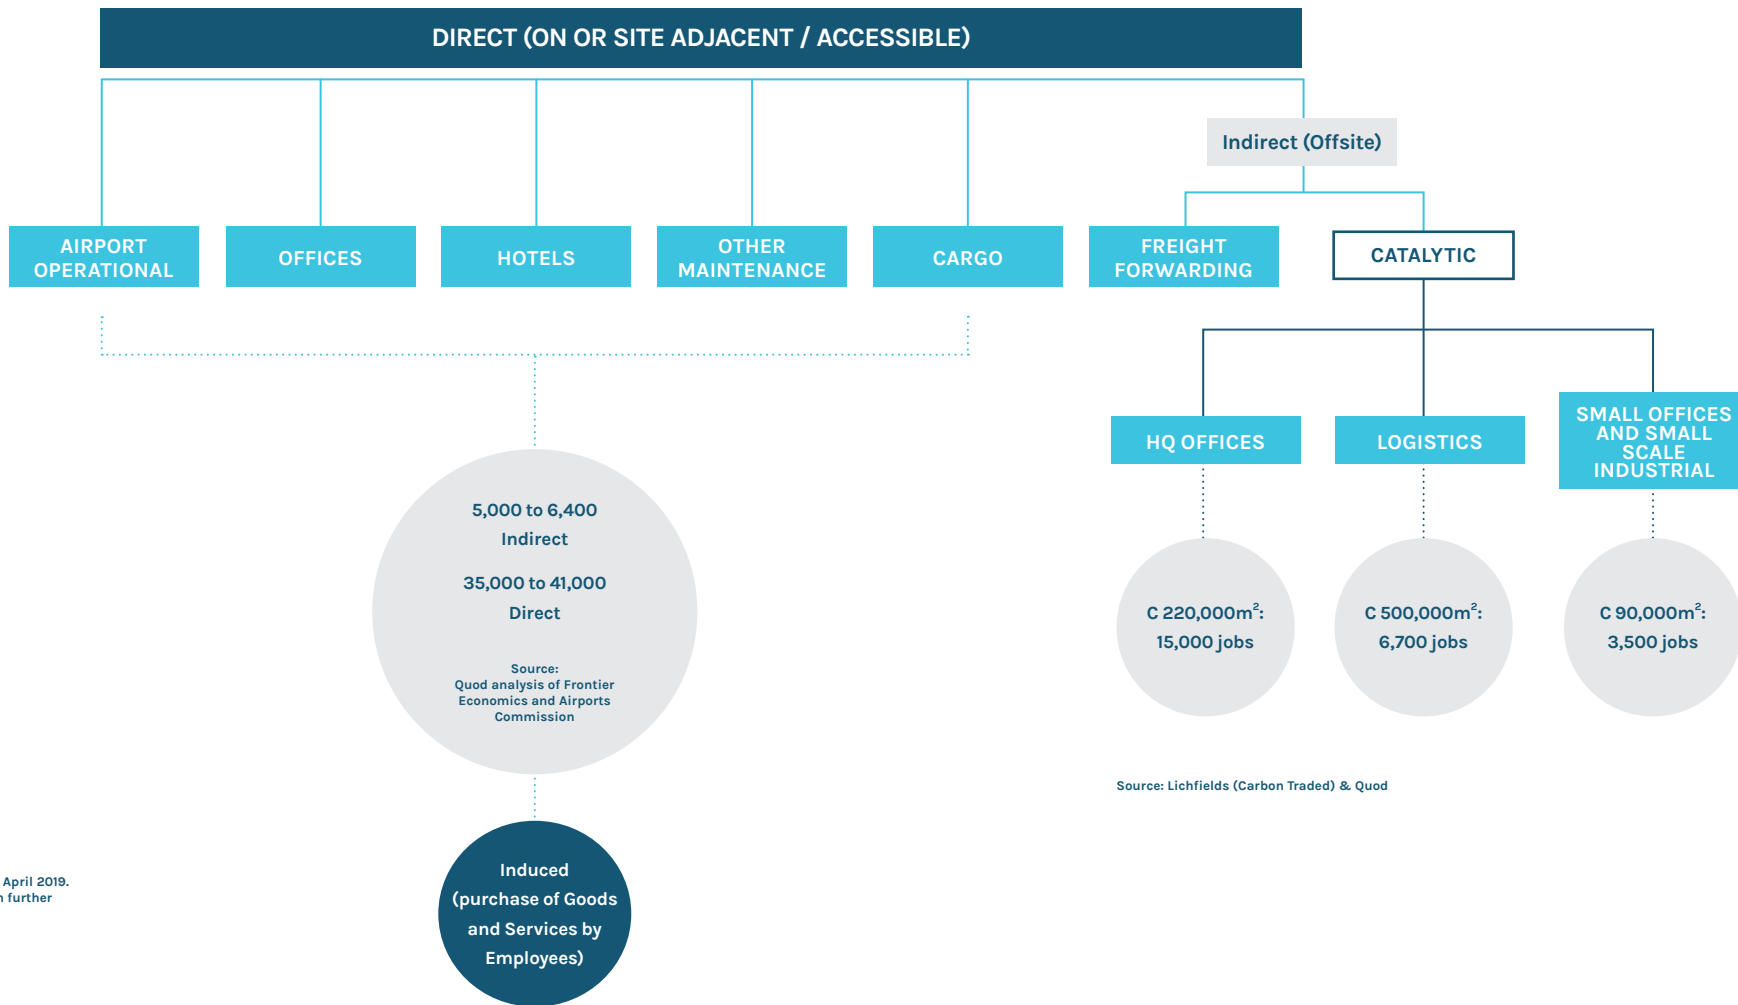 DIRECT (ON OR SITE ADJACENT / ACCESSIBLE)
Indirect (Offsite)
AIRPORT
OPERATIONAL
OFFICES
HOTELS
OTHER
MAINTENANCE
CARGO
FREIGHT
FORWARDING
CATALYTIC
HQ OFFICES
LOGISTICS
SMALL OFFICES
AND SMALL
SCALE
INDUSTRIAL
5,000 to 6,400
Indirect
35,000 to 41,000
Direct
Source:
Quod analysis of Frontier
Economics and Airports
Commission
C 220,000m²:
15,000 jobs
C 500,000m²:
6,700 jobs
C 90,000m²:
3,500 jobs
Source: Lichfields (Carbon Traded) & Quod
Induced
(purchase of Goods
and Services by
Employees)
April 2019.
further